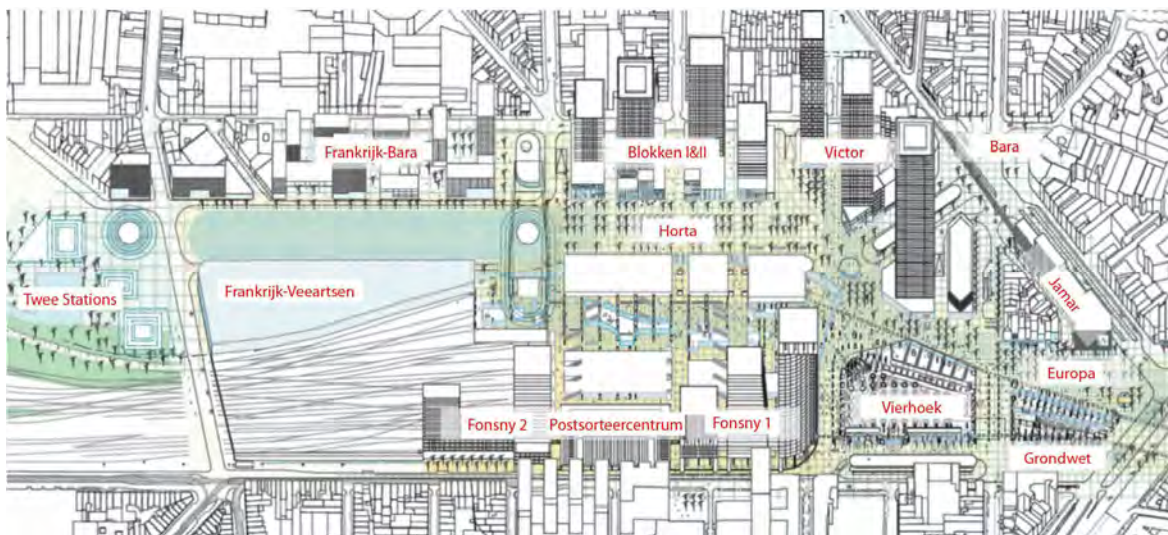 Frankrijk-Bara
Blokken I&II
Victor
Bara
Horta
Twee Stations
Frankrijk-Veeartsen
Jamar
Europa
Vierhoek
Fonsny 2
Postsorteercentrum
Fonsny 1
Grondwet